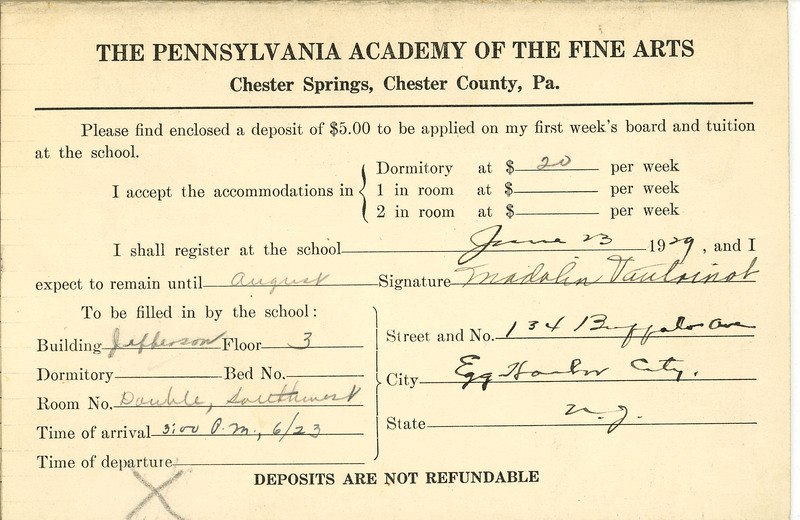 THE PENNSYLVANIA ACADEMY OF THE FINE ARTS
Chester Springs, Chester County, Pa.
Please find enclosed a deposit of $5.00 to be applied on my first week's board and tuition
at the school.
I accept the accommodations in
Dormitory at $ 20 per week
1 in room at $ per week
2 in room at $ per week
I shall register at the school June 23 1929, and I
expect to remain until August Signature Madolin
To be filled in by the school:
Building Jefferson Floor 3
Dormitory Bed No.
Room No. Double, Southwest
Time of arrival 3:00 P.M., 6/23
Time of departure
Street and No. 134 Buffalo Ave
City Egg Harbor City.
State N.J.
DEPOSITS ARE NOT REFUNDABLE